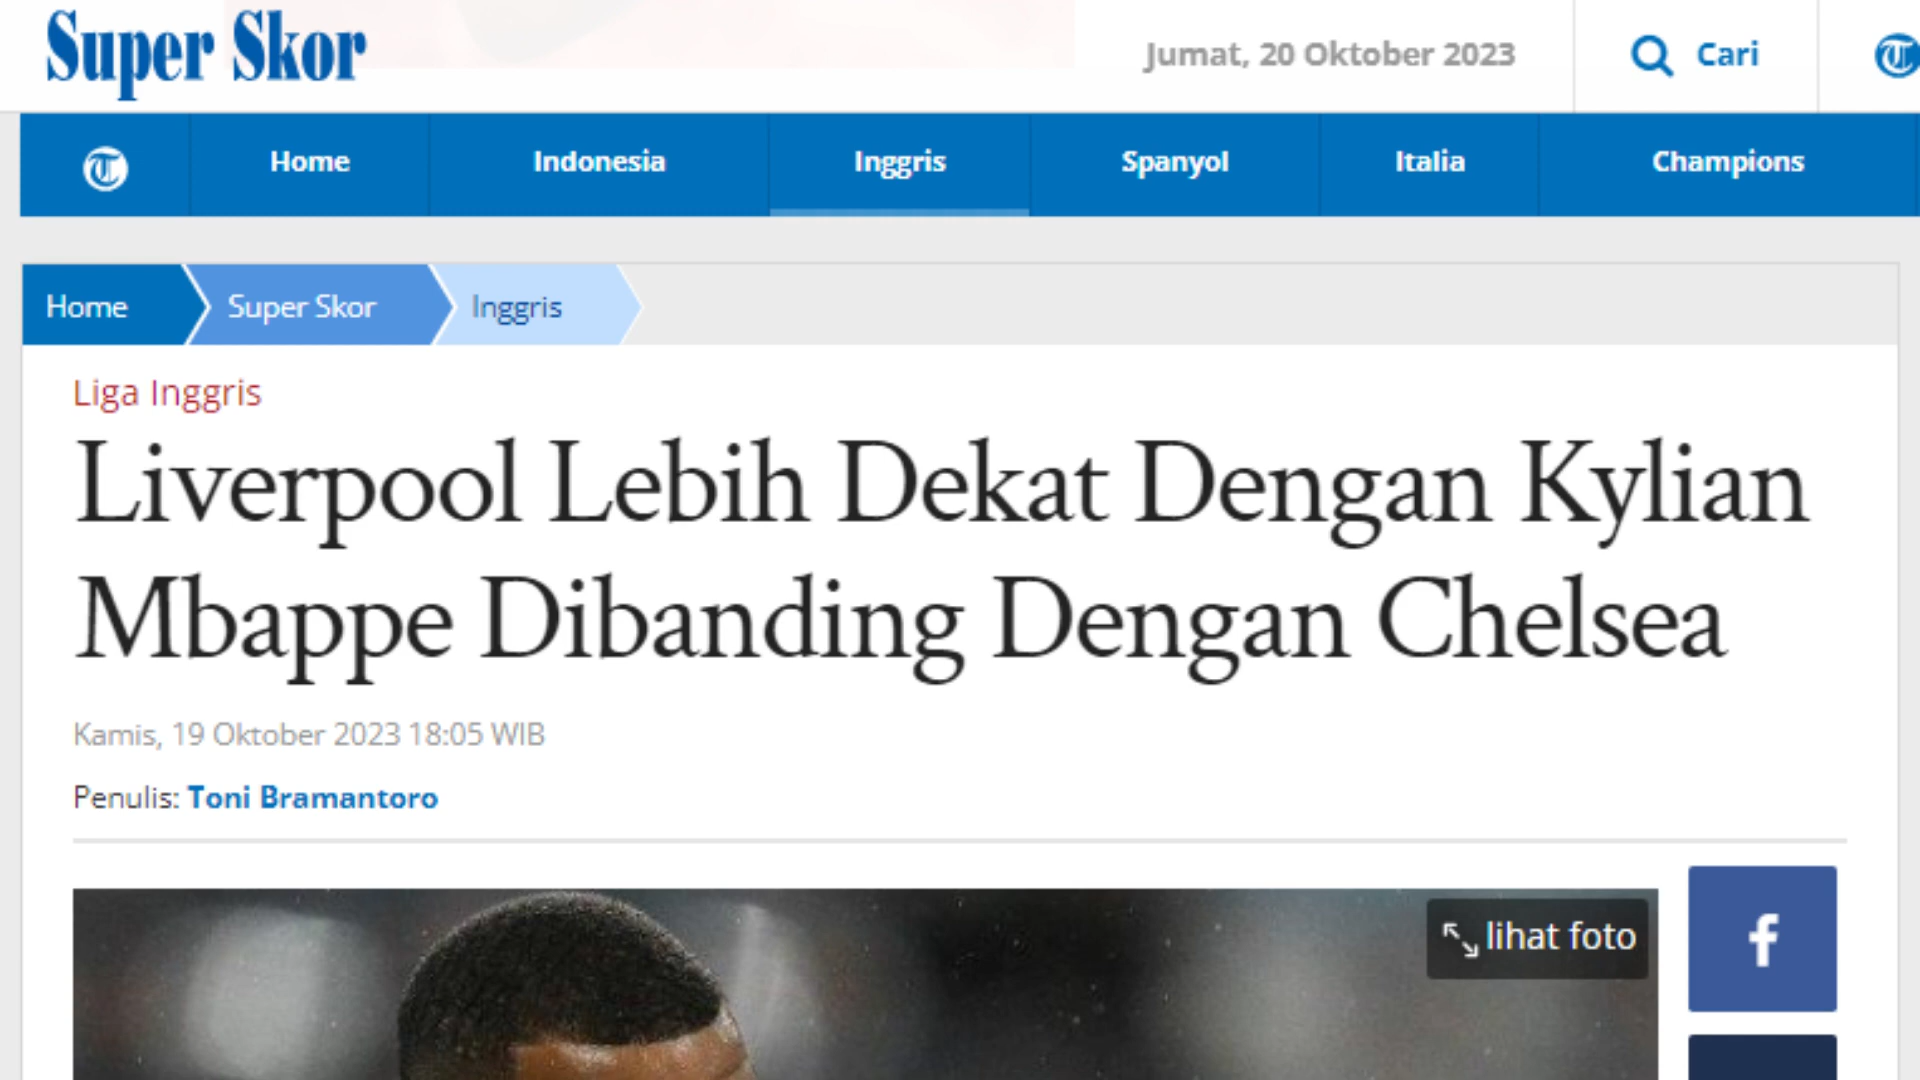 Super Skor
Jumat, 20 Oktober 2023
Cari
T
T
Home
Indonesia
Inggris
Spanyol
Italia
Champions
Home
Super Skor
Inggris
Liga Inggris
Liverpool Lebih Dekat Dengan Kylian
Mbappe Dibanding Dengan Chelsea
Kamis, 19 Oktober 2023 18:05 WIB
Penulis: Toni Bramantoro
lihat foto
f